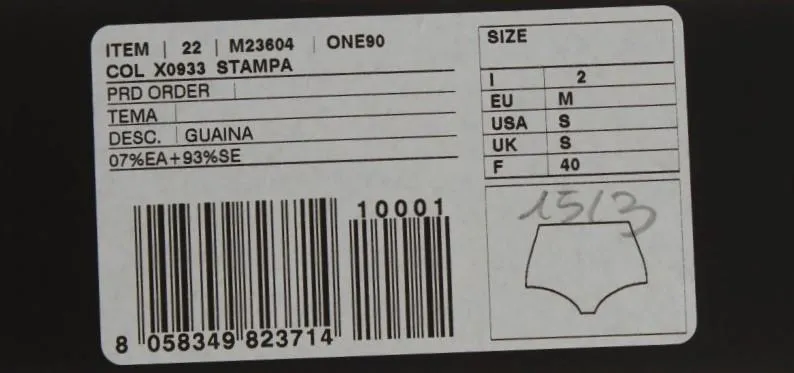 ITEM | 22 | M23604 | ONE90
COL X0933 STAMPA
PRD ORDER
TEMA
DESC. | GUAINA
07%EA+93%SE
10001
8 058349 823714
SIZE
I 2
EU M
USA S
UK S
F 40
1513